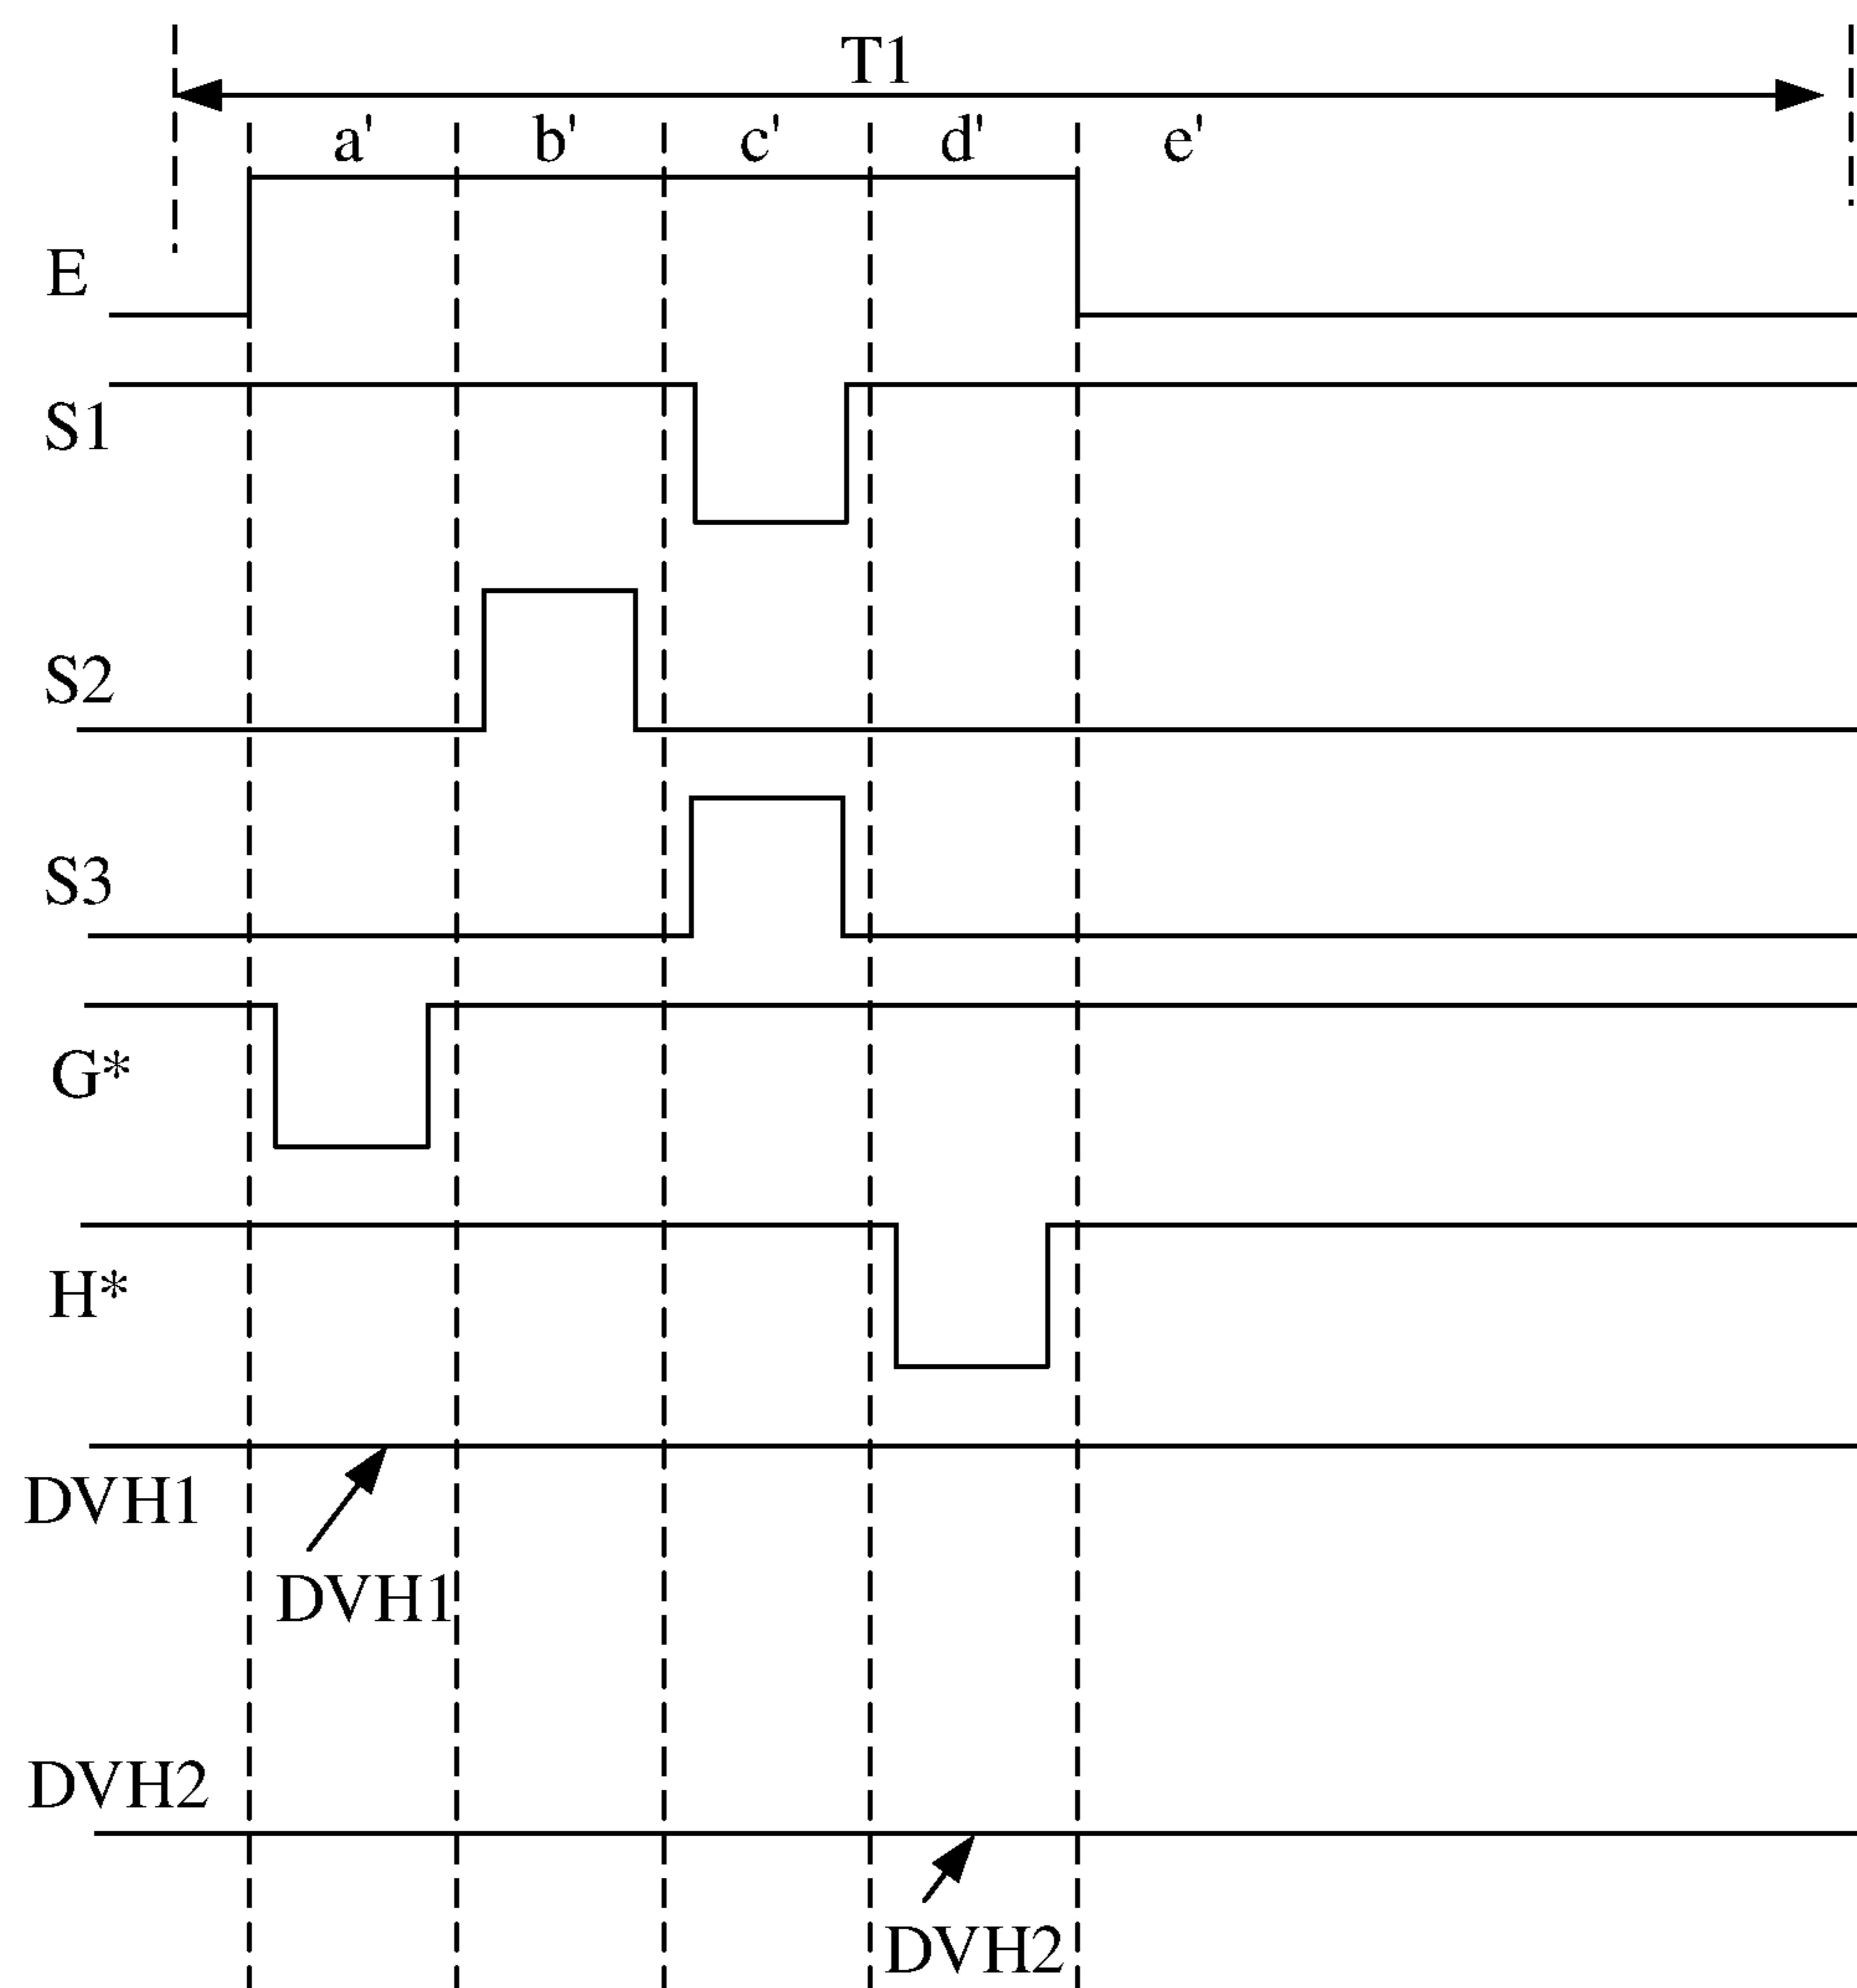 T1
a' b' c' d' e'
E
S1
S2
S3
G*
H*
DVH1
DVH1
DVH2
DVH2